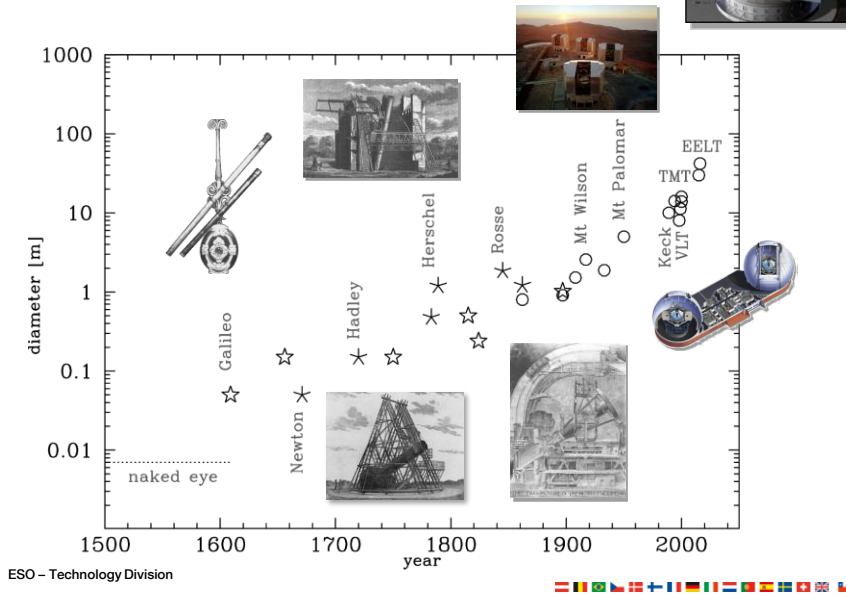 1000
100
10
1
0.1
0.01
diameter [m]
naked eye
Galileo
Newton
Hadley
Herschel
Rosse
Mt Wilson
Mt Palomar
Keck
VLT
TMT
EELT
1500
1600
1700
1800
1900
2000
year
ESO – Technology Division